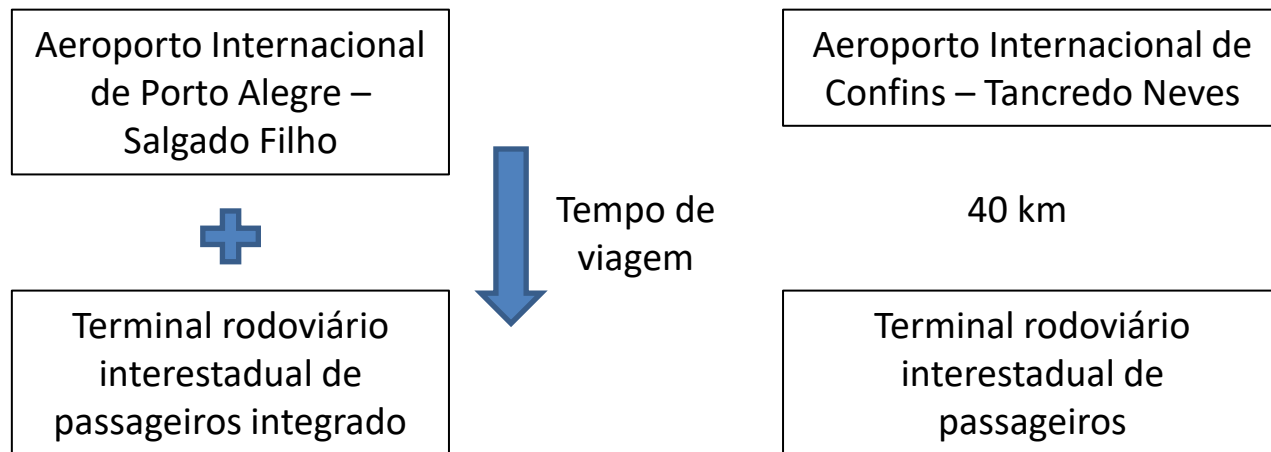 Aeroporto Internacional
de Porto Alegre –
Salgado Filho
Tempo de
viagem
Terminal rodoviário
interestadual de
passageiros integrado
Aeroporto Internacional de
Confins – Tancredo Neves
40 km
Terminal rodoviário
interestadual de
passageiros